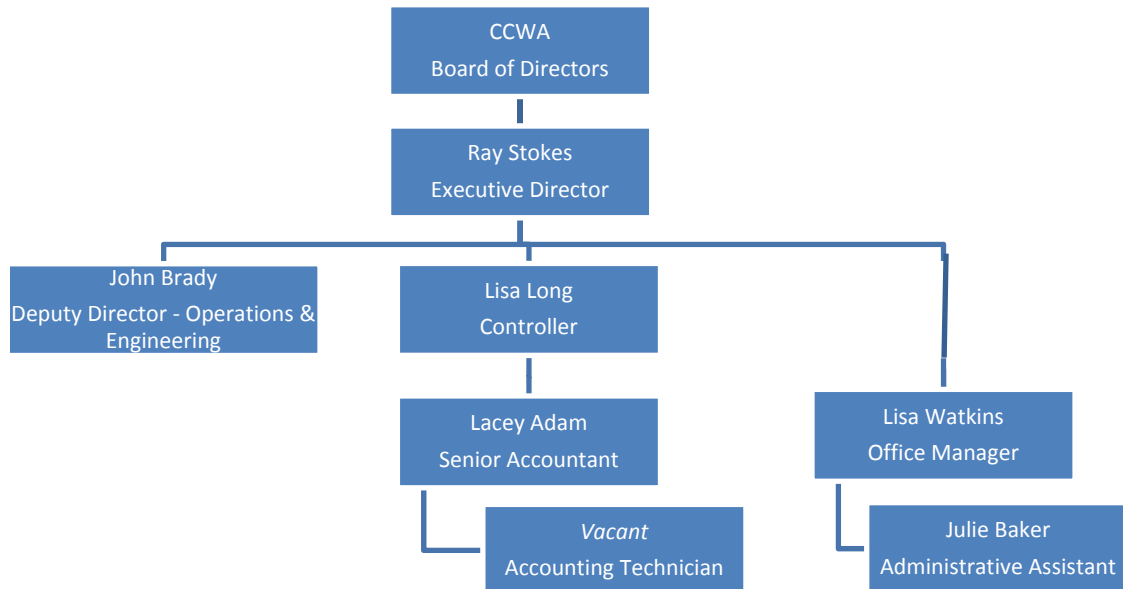 CCWA
Board of Directors
Ray Stokes
Executive Director
John Brady
Deputy Director - Operations &
Engineering
Lisa Long
Controller
Lacey Adam
Senior Accountant
Lisa Watkins
Office Manager
Vacant
Accounting Technician
Julie Baker
Administrative Assistant